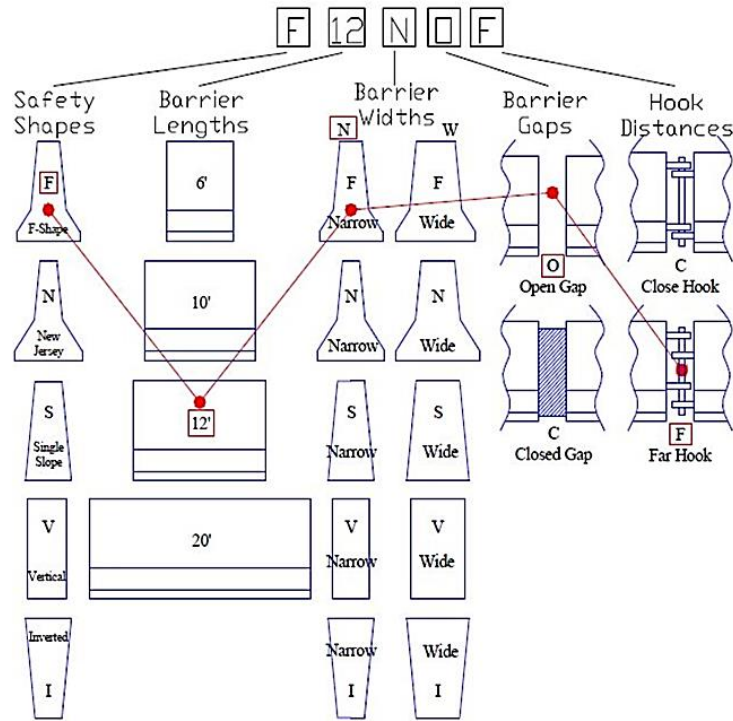 F 12 N O F
Safety Shapes
Barrier Lengths
Barrier Widths
Barrier Gaps
Hook Distances
N W
F
F-Shape
6'
F
Narrow
F
Wide
O
Open Gap
C
Close Hook
N
New Jersey
10'
N
Narrow
N
Wide
C
Closed Gap
F
Far Hook
S
Single Slope
12'
S
Narrow
S
Wide
V
Vertical
20'
V
Narrow
V
Wide
Inverted
I
Narrow
I
Wide
I